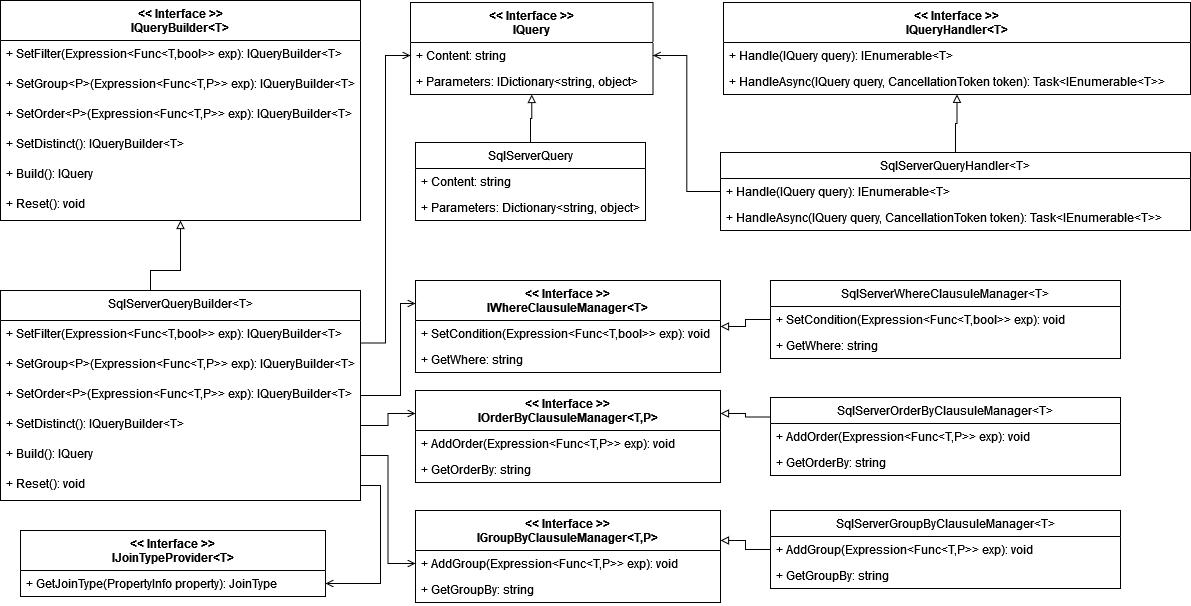 << Interface >>
IQueryBuilder<T>
+ SetFilter(Expression<Func<T,bool>> exp): IQueryBuilder<T>
+ SetGroup<P>(Expression<Func<T,P>> exp): IQueryBuilder<T>
+ SetOrder<P>(Expression<Func<T,P>> exp): IQueryBuilder<T>
+ SetDistinct(): IQueryBuilder<T>
+ Build(): IQuery
+ Reset(): void
<< Interface >>
IQuery
+ Content: string
+ Parameters: IDictionary<string, object>
<< Interface >>
IQueryHandler<T>
+ Handle(IQuery query): IEnumerable<T>
+ HandleAsync(IQuery query, CancellationToken token): Task<IEnumerable<T>>
SqlServerQuery
+ Content: string
+ Parameters: Dictionary<string, object>
SqlServerQueryHandler<T>
+ Handle(IQuery query): IEnumerable<T>
+ HandleAsync(IQuery query, CancellationToken token): Task<IEnumerable<T>>
SqlServerQueryBuilder<T>
+ SetFilter(Expression<Func<T,bool>> exp): IQueryBuilder<T>
+ SetGroup<P>(Expression<Func<T,P>> exp): IQueryBuilder<T>
+ SetOrder<P>(Expression<Func<T,P>> exp): IQueryBuilder<T>
+ SetDistinct(): IQueryBuilder<T>
+ Build(): IQuery
+ Reset(): void
<< Interface >>
IWhereClausuleManager<T>
+ SetCondition(Expression<Func<T,bool>> exp): void
+ GetWhere: string
SqlServerWhereClausuleManager<T>
+ SetCondition(Expression<Func<T,bool>> exp): void
+ GetWhere: string
<< Interface >>
IOrderByClausuleManager<T,P>
+ AddOrder(Expression<Func<T,P>> exp): void
+ GetOrderBy: string
SqlServerOrderByClausuleManager<T>
+ AddOrder(Expression<Func<T,P>> exp): void
+ GetOrderBy: string
<< Interface >>
IGroupByClausuleManager<T,P>
+ AddGroup(Expression<Func<T,P>> exp): void
+ GetGroupBy: string
SqlServerGroupByClausuleManager<T>
+ AddGroup(Expression<Func<T,P>> exp): void
+ GetGroupBy: string
<< Interface >>
IJoinTypeProvider<T>
+ GetJoinType(PropertyInfo property): JoinType